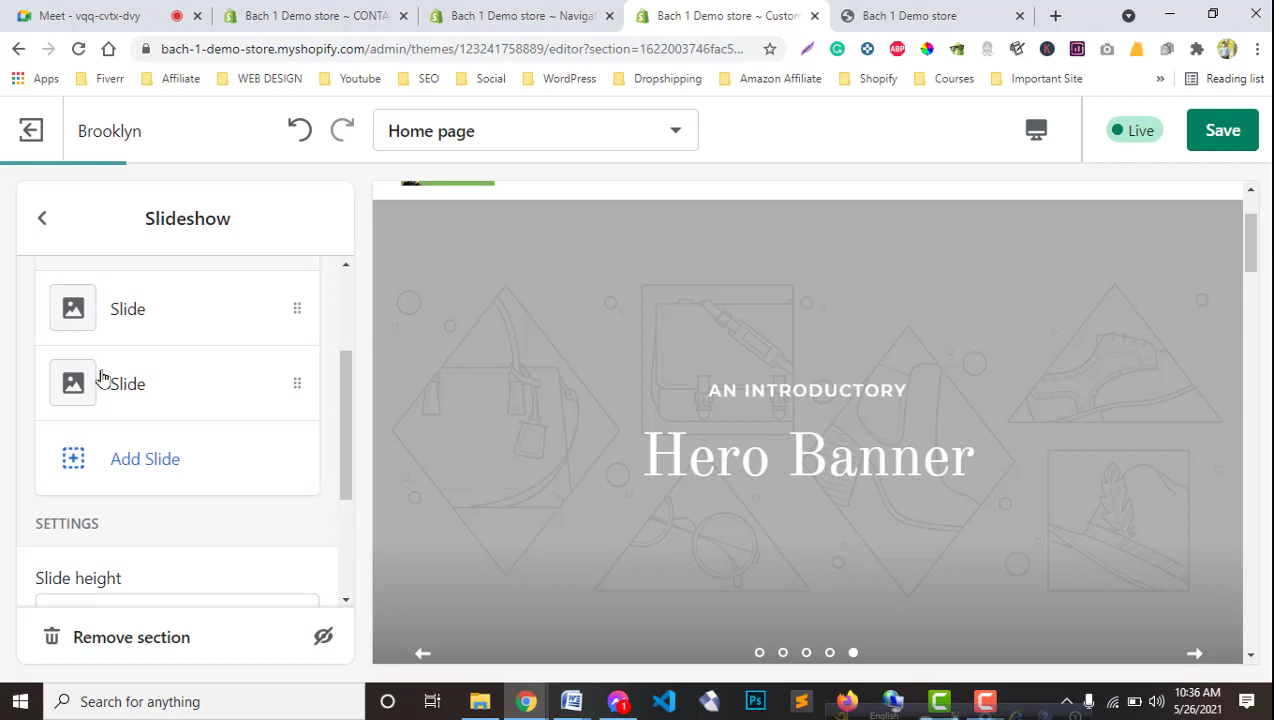 Meet - vqq-cvtx-dvy
Bach 1 Demo store ~ CONTA
Bach 1 Demo store ~ Navigat
Bach 1 Demo store ~ Custom
Bach 1 Demo store
bach-1-demo-store.myshopify.com/admin/themes/123241758889/editor?section=1622003746fac5...
ABP
K
Apps
Fiverr
Affiliate
WEB DESIGN
Youtube
SEO
Social
WordPress
Dropshipping
Amazon Affiliate
Shopify
Courses
Important Site
»
Reading list
Brooklyn
Home page
Live
Save
Slideshow
Slide
Slide
Add Slide
SETTINGS
Slide height
Remove section
AN INTRODUCTORY
Hero Banner
Search for anything
Ps
1
English
10:36 AM
5/26/2021